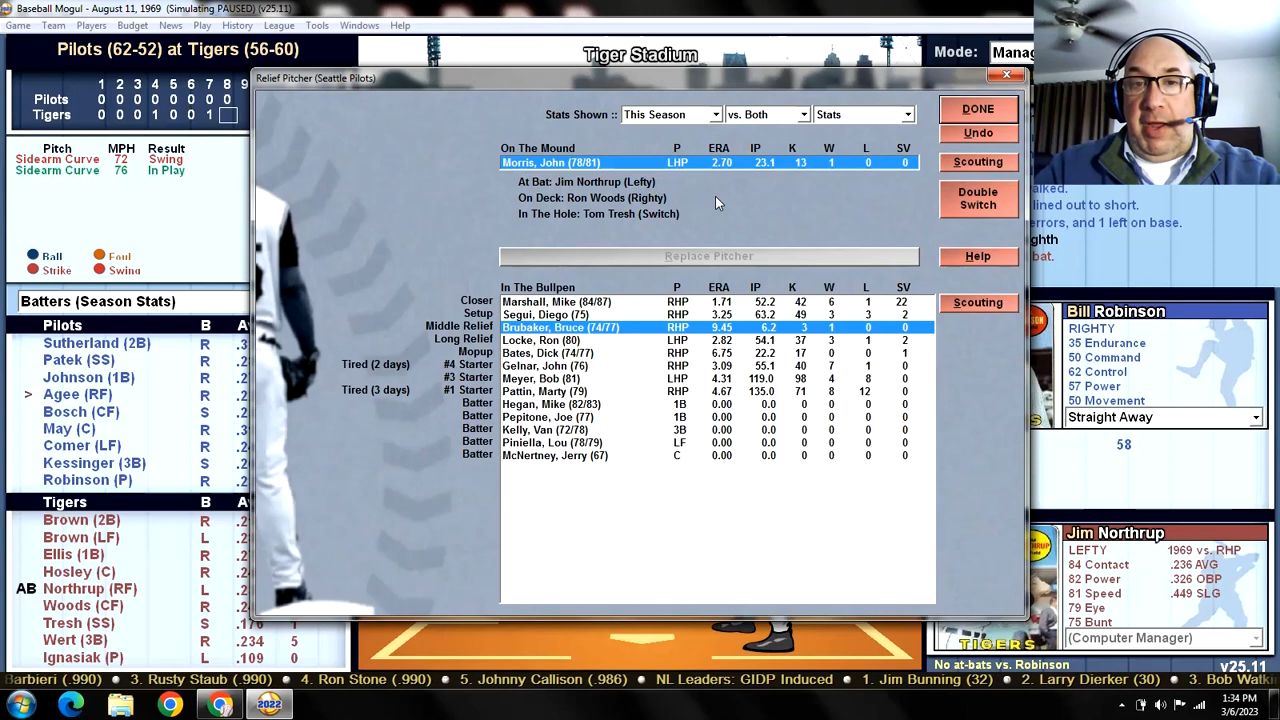 Baseball Mogul - August 11, 1969 (Simulating PAUSED) (v25.11)
Game Team Players Budget News Play History League Tools Windows Help
Pilots (62-52) at Tigers (56-60)
1 2 3 4 5 6 7 8
Pilots 0 0 0 0 0 0 0 0
Tigers 0 0 0 1 0 0 1
Pitch MPH Result
Sidearm Curve 72 Swing
Sidearm Curve 76 In Play
Ball Foul
Strike Swing
Batters (Season Stats)
Pilots B A
Sutherland (2B) R .3
Patek (SS) R
Johnson (1B) R
> Agee (RF) R
Bosch (CF) S
May (C) R
Comer (LF) R
Kessinger (3B) S
Robinson (P) R
Tigers B A
Brown (2B) R
Brown (LF) L
Ellis (1B) R
Hosley (C) R
AB Northrup (RF) L
Woods (CF) R
Tresh (SS) S .176 1
Wert (3B) R .234 5
Ignasiak (P) L .109 0
Tiger Stadium
Mode: Mana
Relief Pitcher (Seattle Pilots)
Stats Shown :: This Season vs. Both Stats
DONE
Undo
Scouting
Double Switch
Help
Scouting
On The Mound P ERA IP K W L SV
Morris, John (78/81) LHP 2.70 23.1 13 1 0 0
At Bat: Jim Northrup (Lefty)
On Deck: Ron Woods (Righty)
In The Hole: Tom Tresh (Switch)
Replace Pitcher
In The Bullpen P ERA IP K W L SV
Closer Marshall, Mike (84/87) RHP 1.71 52.2 42 6 1 22
Setup Segui, Diego (75) RHP 3.25 63.2 49 3 3 2
Middle Relief Brubaker, Bruce (74/77) RHP 9.45 6.2 3 1 0 0
Long Relief Locke, Ron (80) LHP 2.82 54.1 37 3 1 2
Mopup Bates, Dick (74/77) RHP 6.75 22.2 17 0 0 1
Tired (2 days) #4 Starter Gelnar, John (76) RHP 3.09 55.1 40 7 1 0
#3 Starter Meyer, Bob (81) LHP 4.31 119.0 98 4 8 0
Tired (3 days) #1 Starter Pattin, Marty (79) RHP 4.67 135.0 71 8 12 0
Batter Hegan, Mike (82/83) 1B 0.00 0.0 0 0 0 0
Batter Pepitone, Joe (77) 1B 0.00 0.0 0 0 0 0
Batter Kelly, Van (72/78) 3B 0.00 0.0 0 0 0 0
Batter Piniella, Lou (78/79) LF 0.00 0.0 0 0 0 0
Batter McNertney, Jerry (67) C 0.00 0.0 0 0 0 0
alked.
lined out to short.
errors, and 1 left on base.
ghth
bat.
Bill Robinson
RIGHTY
35 Endurance
50 Command
62 Control
57 Power
50 Movement
Straight Away
58
Jim Northrup
LEFTY 1969 vs. RHP
84 Contact .236 AVG
82 Power .326 OBP
81 Speed .449 SLG
79 Eye
75 Bunt
(Computer Manager)
TIGERS
No at-bats vs. Robinson
v25.11
Barbieri (.990) 3. Rusty Staub (.990) 4. Ron Stone (.990) 5. Johnny Callison (.986) NL Leaders: GIDP Induced 1. Jim Bunning (32) 2. Larry Dierker (30) 3. Bob Watkin
2022
1:34 PM
3/6/2023